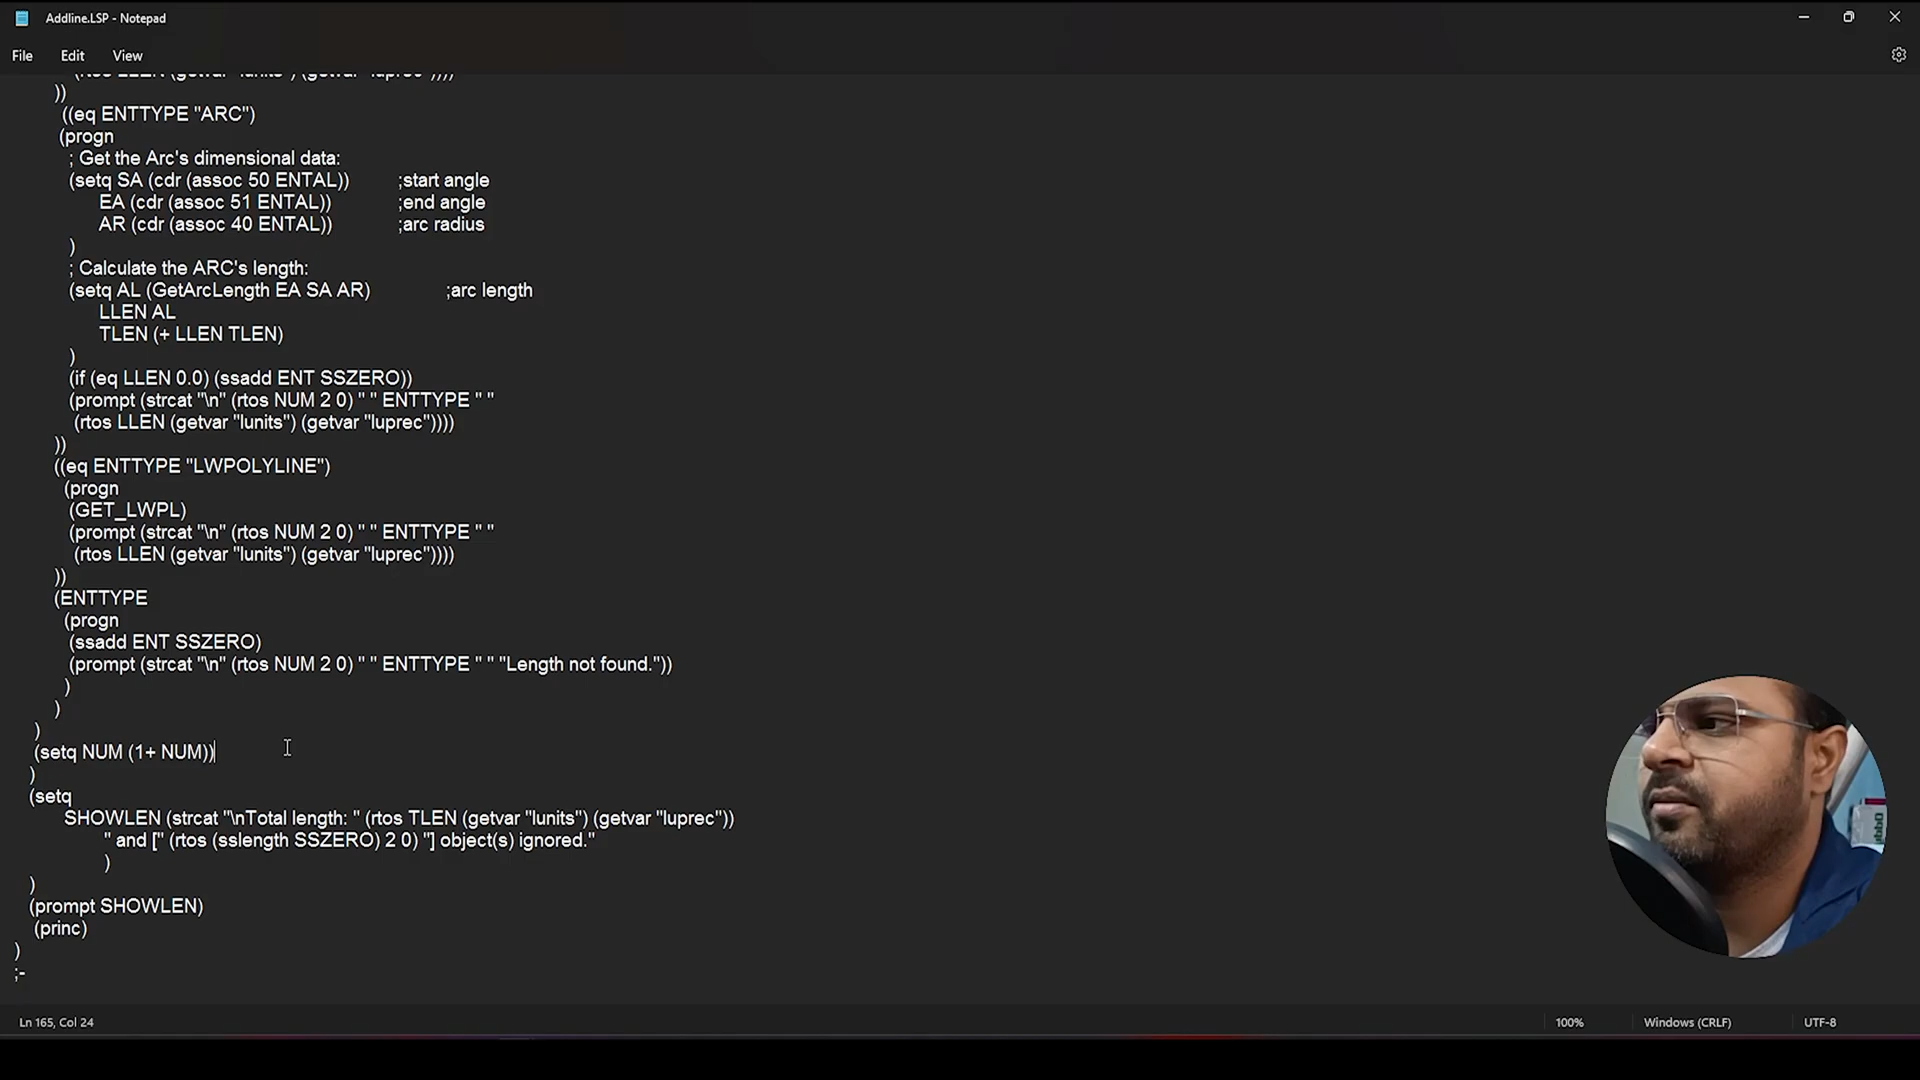 Addline.LSP - Notepad
File Edit View
(rtos LLEN (getvar "lunits") (getvar "luprec"))))
))
((eq ENTTYPE "ARC")
(progn
; Get the Arc's dimensional data:
(setq SA (cdr (assoc 50 ENTAL)) ;start angle
EA (cdr (assoc 51 ENTAL)) ;end angle
AR (cdr (assoc 40 ENTAL)) ;arc radius
)
; Calculate the ARC's length:
(setq AL (GetArcLength EA SA AR) ;arc length
LLEN AL
TLEN (+ LLEN TLEN)
)
(if (eq LLEN 0.0) (ssadd ENT SSZERO))
(prompt (strcat "\n" (rtos NUM 2 0) " " ENTTYPE " "
(rtos LLEN (getvar "lunits") (getvar "luprec"))))
))
((eq ENTTYPE "LWPOLYLINE")
(progn
(GET_LWPL)
(prompt (strcat "\n" (rtos NUM 2 0) " " ENTTYPE " "
(rtos LLEN (getvar "lunits") (getvar "luprec"))))
))
(ENTTYPE
(progn
(ssadd ENT SSZERO)
(prompt (strcat "\n" (rtos NUM 2 0) " " ENTTYPE " " "Length not found."))
)
)
)
(setq NUM (1+ NUM))
)
(setq
SHOWLEN (strcat "\nTotal length: " (rtos TLEN (getvar "lunits") (getvar "luprec"))
" and [" (rtos (sslength SSZERO) 2 0) "] object(s) ignored."
)
)
(prompt SHOWLEN)
(princ)
)
;-
Ln 165, Col 24 100% Windows (CRLF) UTF-8